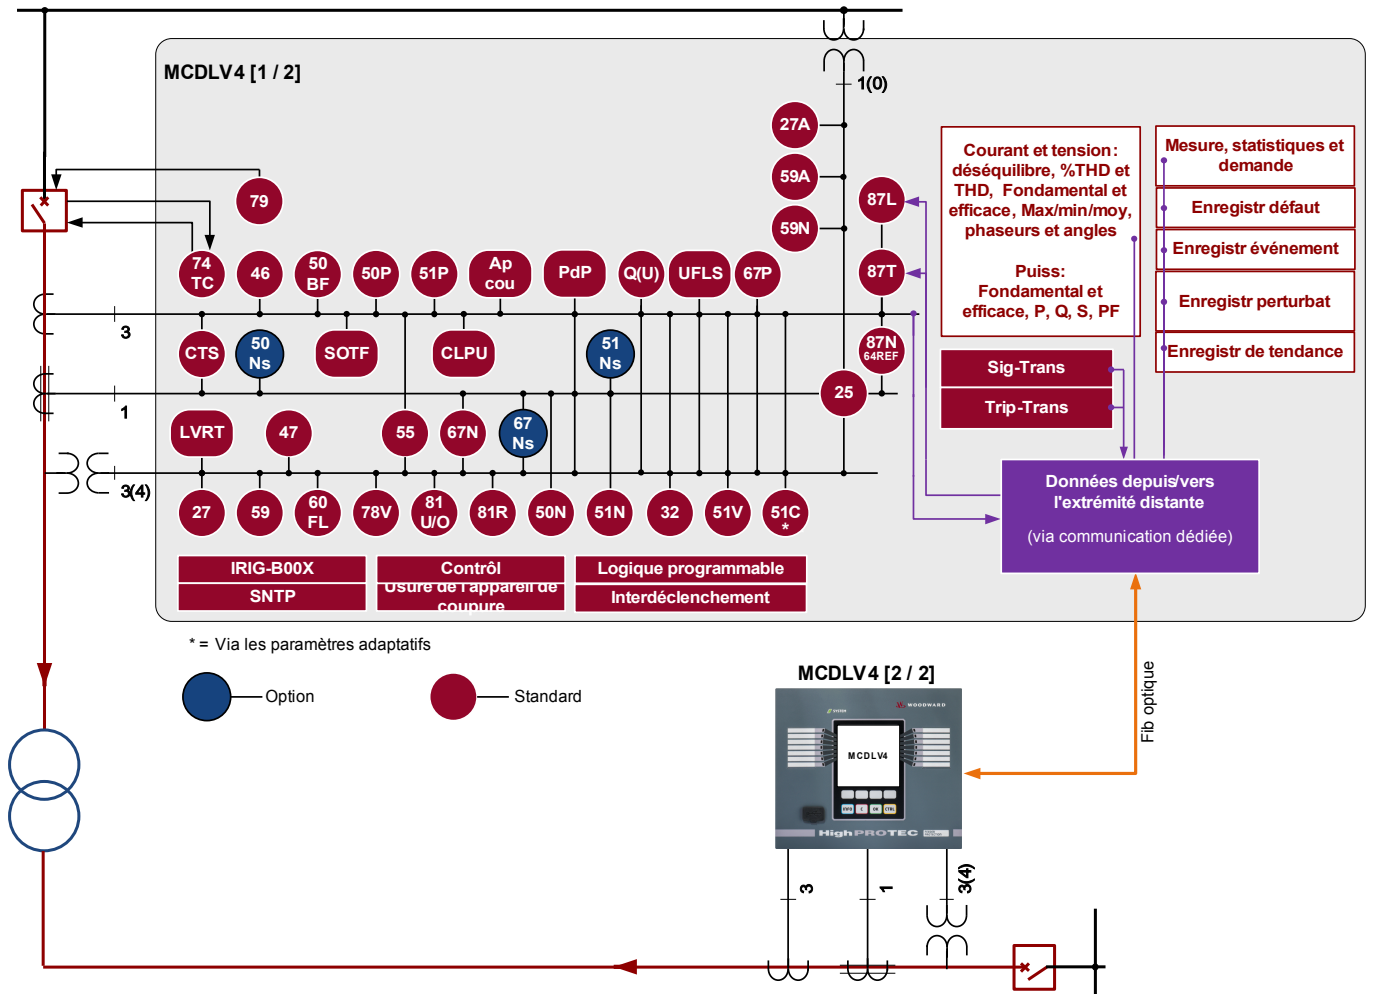 MCDLV4 [1 / 2]
1(0)
27A
59A
59N
79
87L
87T
87N
64REF
74
TC
46
50
BF
50P
51P
Ap
cou
PdP
Q(U)
UFLS
67P
3
CTS
50
Ns
SOTF
CLPU
51
Ns
25
1
LVRT
47
55
67N
67
Ns
3(4)
27
59
60
FL
78V
81
U/O
81R
50N
51N
32
51V
51C
*
Courant et tension:
déséquilibre, %THD et
THD, Fondamental et
efficace, Max/min/moy,
phaseurs et angles
Puiss:
Fondamental et
efficace, P, Q, S, PF
Mesure, statistiques et
demande
Enregistr défaut
Enregistr événement
Enregistr perturbat
Enregistr de tendance
Sig-Trans
Trip-Trans
Données depuis/vers
l'extrémité distante
(via communication dédiée)
IRIG-B00X
SNTP
Contrôl
Usure de l'appareil de
coupure
Logique programmable
Interdéclenchement
* = Via les paramètres adaptatifs
Option
Standard
MCDLV4 [2 / 2]
Fib optique
SYSTEM
WOODWARD
MCDLV4
INFO
C
OK
CTRL
HighPROTEC
3
1
3(4)